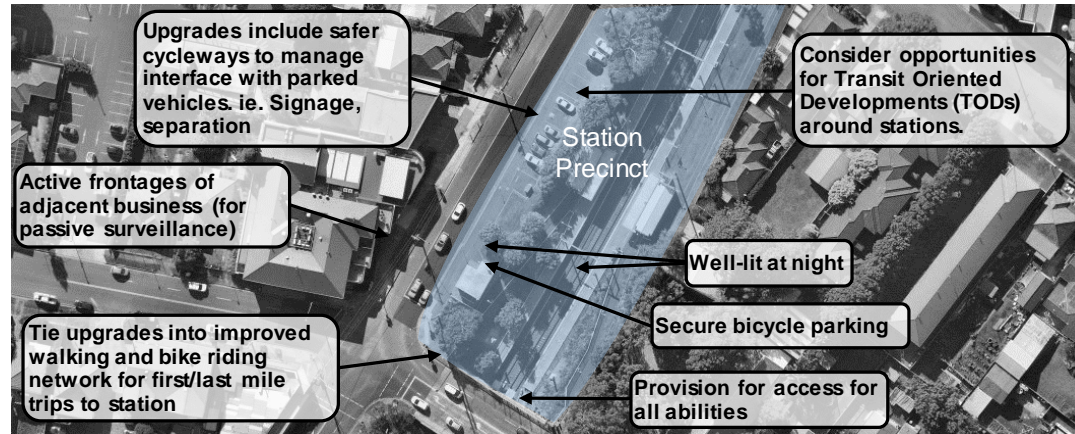 Upgrades include safer
cycleways to manage
interface with parked
vehicles. ie. Signage,
separation
Consider opportunities
for Transit Oriented
Developments (TODs)
around stations.
Station
Precinct
Active frontages of
adjacent business (for
passive surveillance)
Well-lit at night
Secure bicycle parking
Tie upgrades into improved
walking and bike riding
network for first/last mile
trips to station
Provision for access for
all abilities